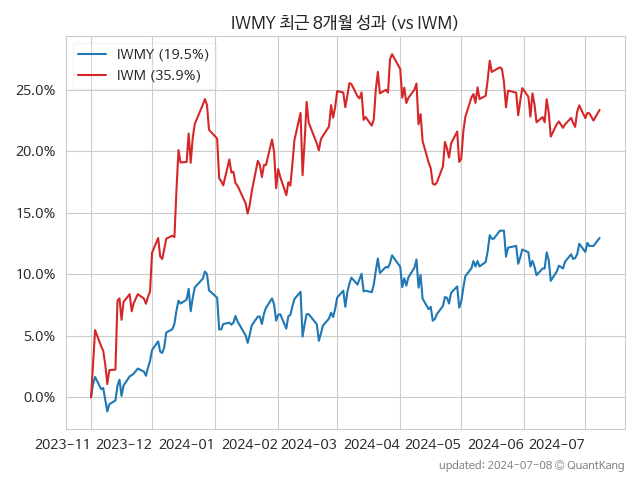 IWMY 최근 8개월 성과 (vs IWM)
IWMY (19.5%)
IWM (35.9%)
25.0%
20.0%
15.0%
10.0%
5.0%
0.0%
2023-11 2023-12 2024-01 2024-02 2024-03 2024-04 2024-05 2024-06 2024-07
updated: 2024-07-08 © QuantKang